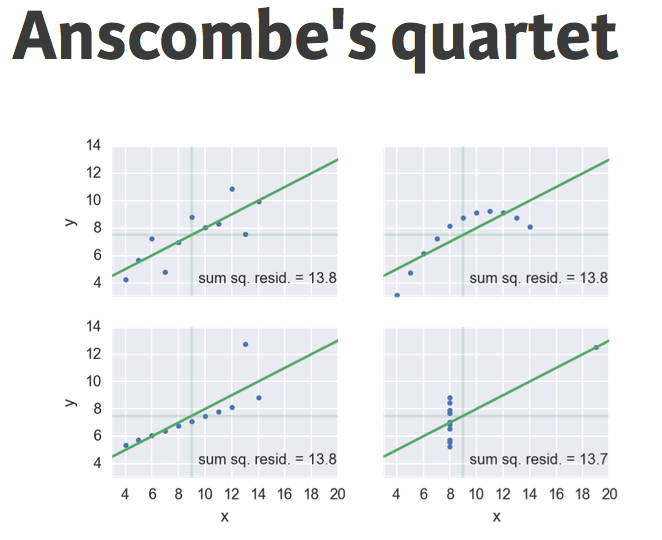 Anscombe's quartet
14
12
10
8
6
4
y
sum sq. resid. = 13.8
sum sq. resid. = 13.8
14
12
10
8
6
4
y
sum sq. resid. = 13.8
sum sq. resid. = 13.7
4 6 8 10 12 14 16 18 20
4 6 8 10 12 14 16 18 20
x
x